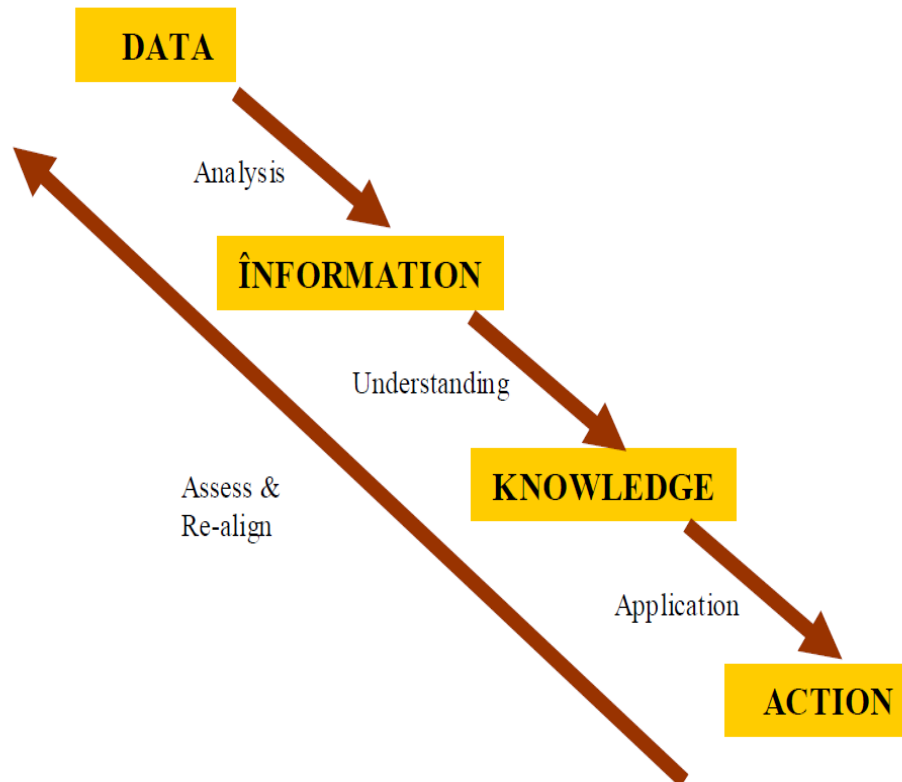 DATA
Analysis
ÎNFORMATION
Understanding
KNOWLEDGE
Assess &
Re-align
Application
ACTION